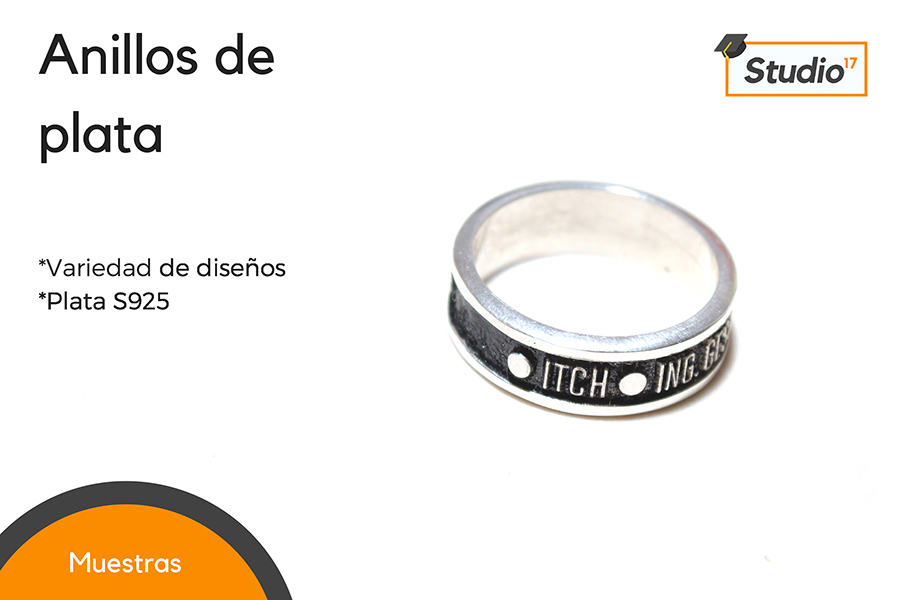 Anillos de
plata
Studio17
*Variedad de diseños
*Plata S925
ITCH ● ING.
Muestras